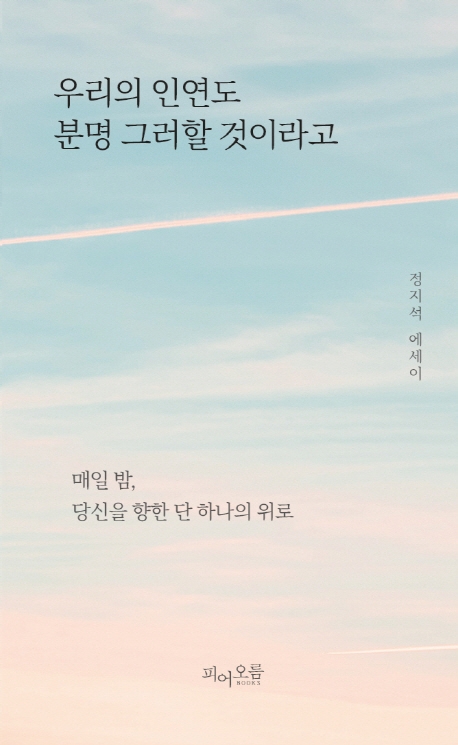 우리의 인연도
분명 그러할 것이라고
정지석 에세이
매일 밤,
당신을 향한 단 하나의 위로
피어오름
BOOKS